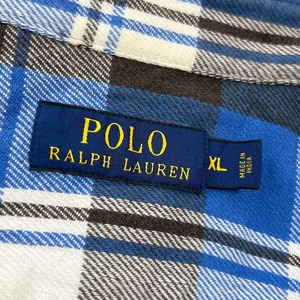 POLO
RALPH LAUREN
XL
MADE IN
INDIA